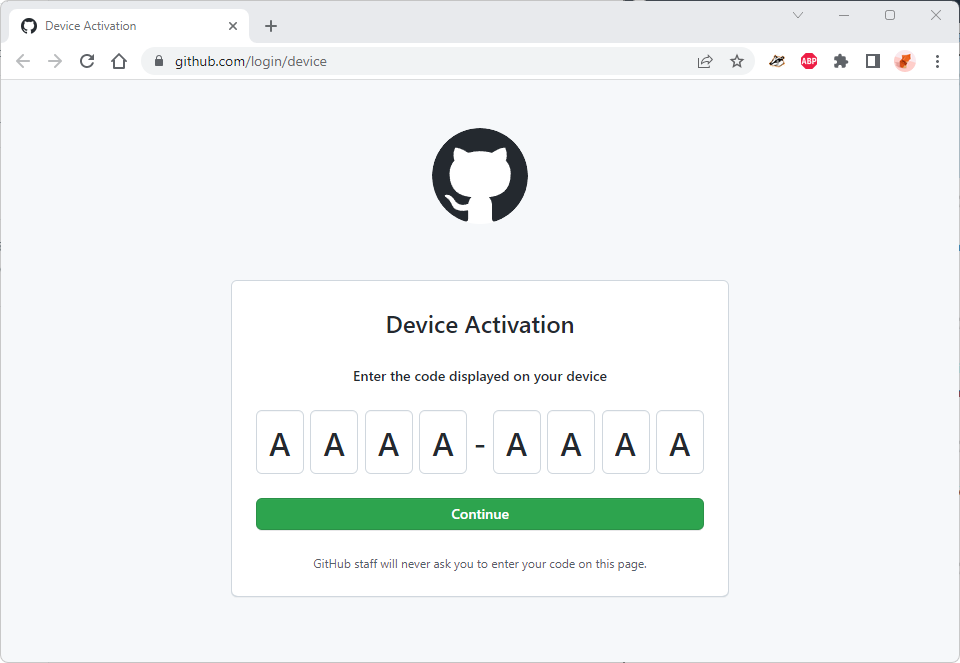 Device Activation
github.com/login/device
ABP
Device Activation
Enter the code displayed on your device
A A A A - A A A A
Continue
GitHub staff will never ask you to enter your code on this page.